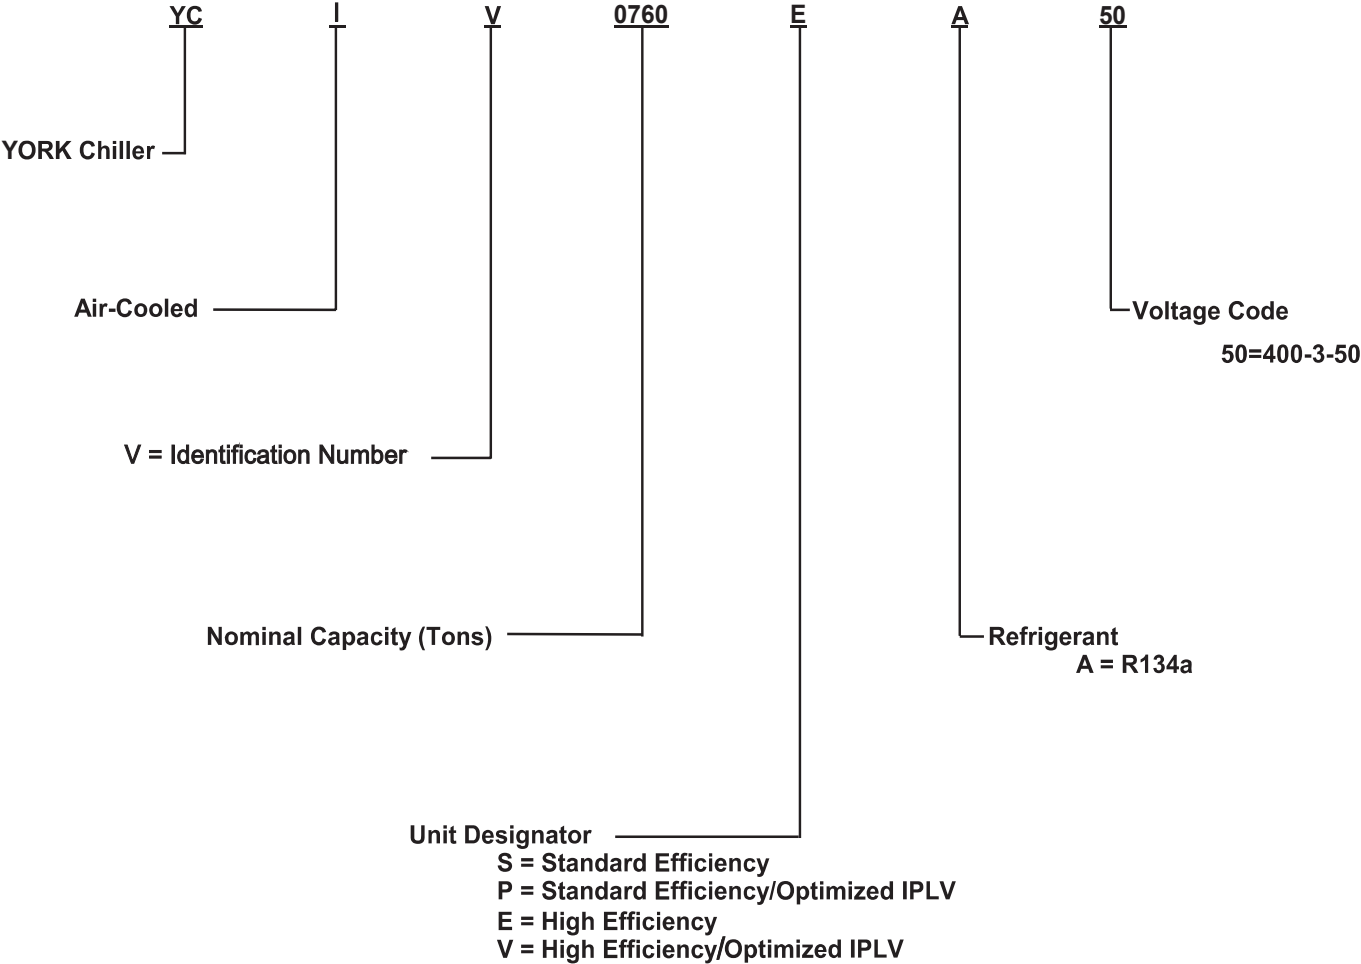 YC I V 0760 E A 50
YORK Chiller
Air-Cooled
Voltage Code
50=400-3-50
V = Identification Number
Nominal Capacity (Tons)
Refrigerant
A = R134a
Unit Designator
S = Standard Efficiency
P = Standard Efficiency/Optimized IPLV
E = High Efficiency
V = High Efficiency/Optimized IPLV